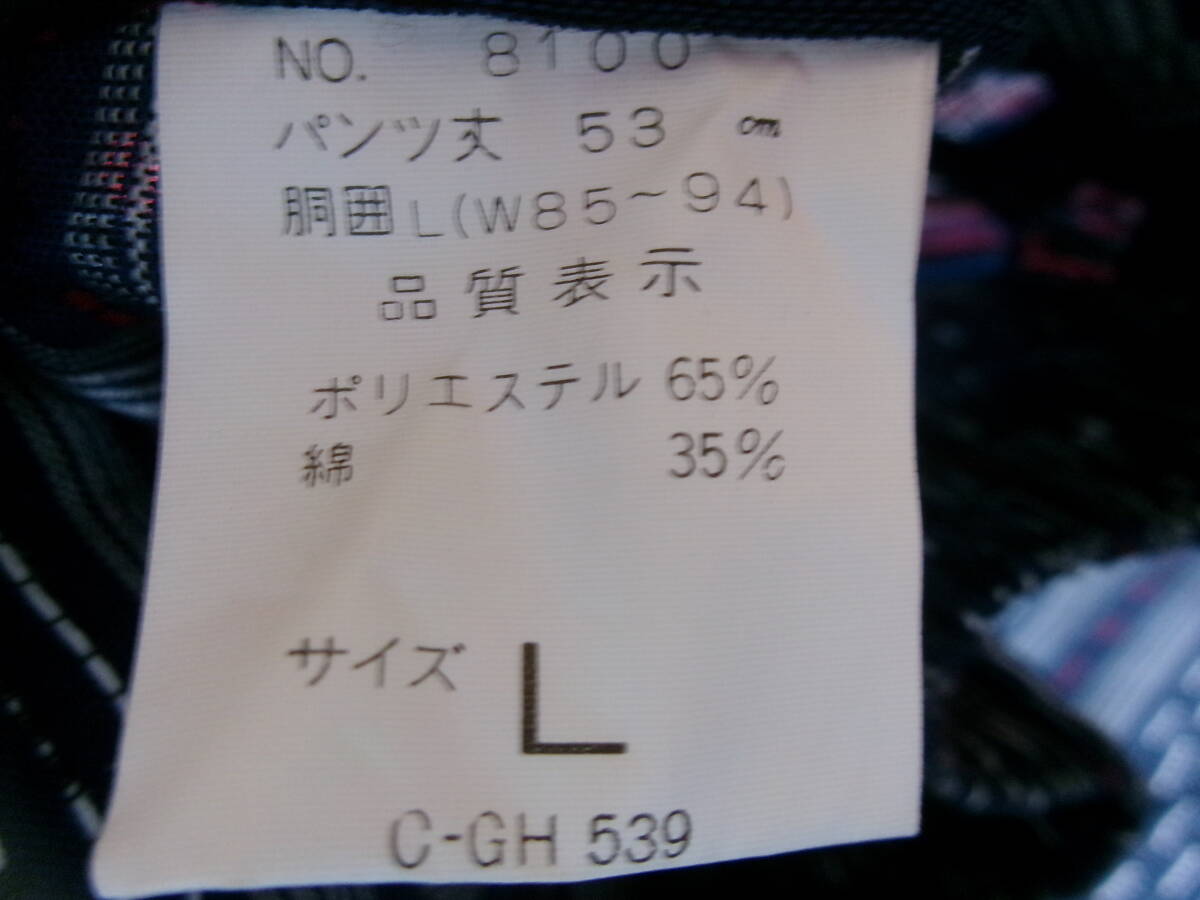 NO. 8100
パンツ丈 53 ㎝
胴囲L(W85~94)
品質表示
ポリエステル 65%
綿 35%
サイズ L
C-GH 539